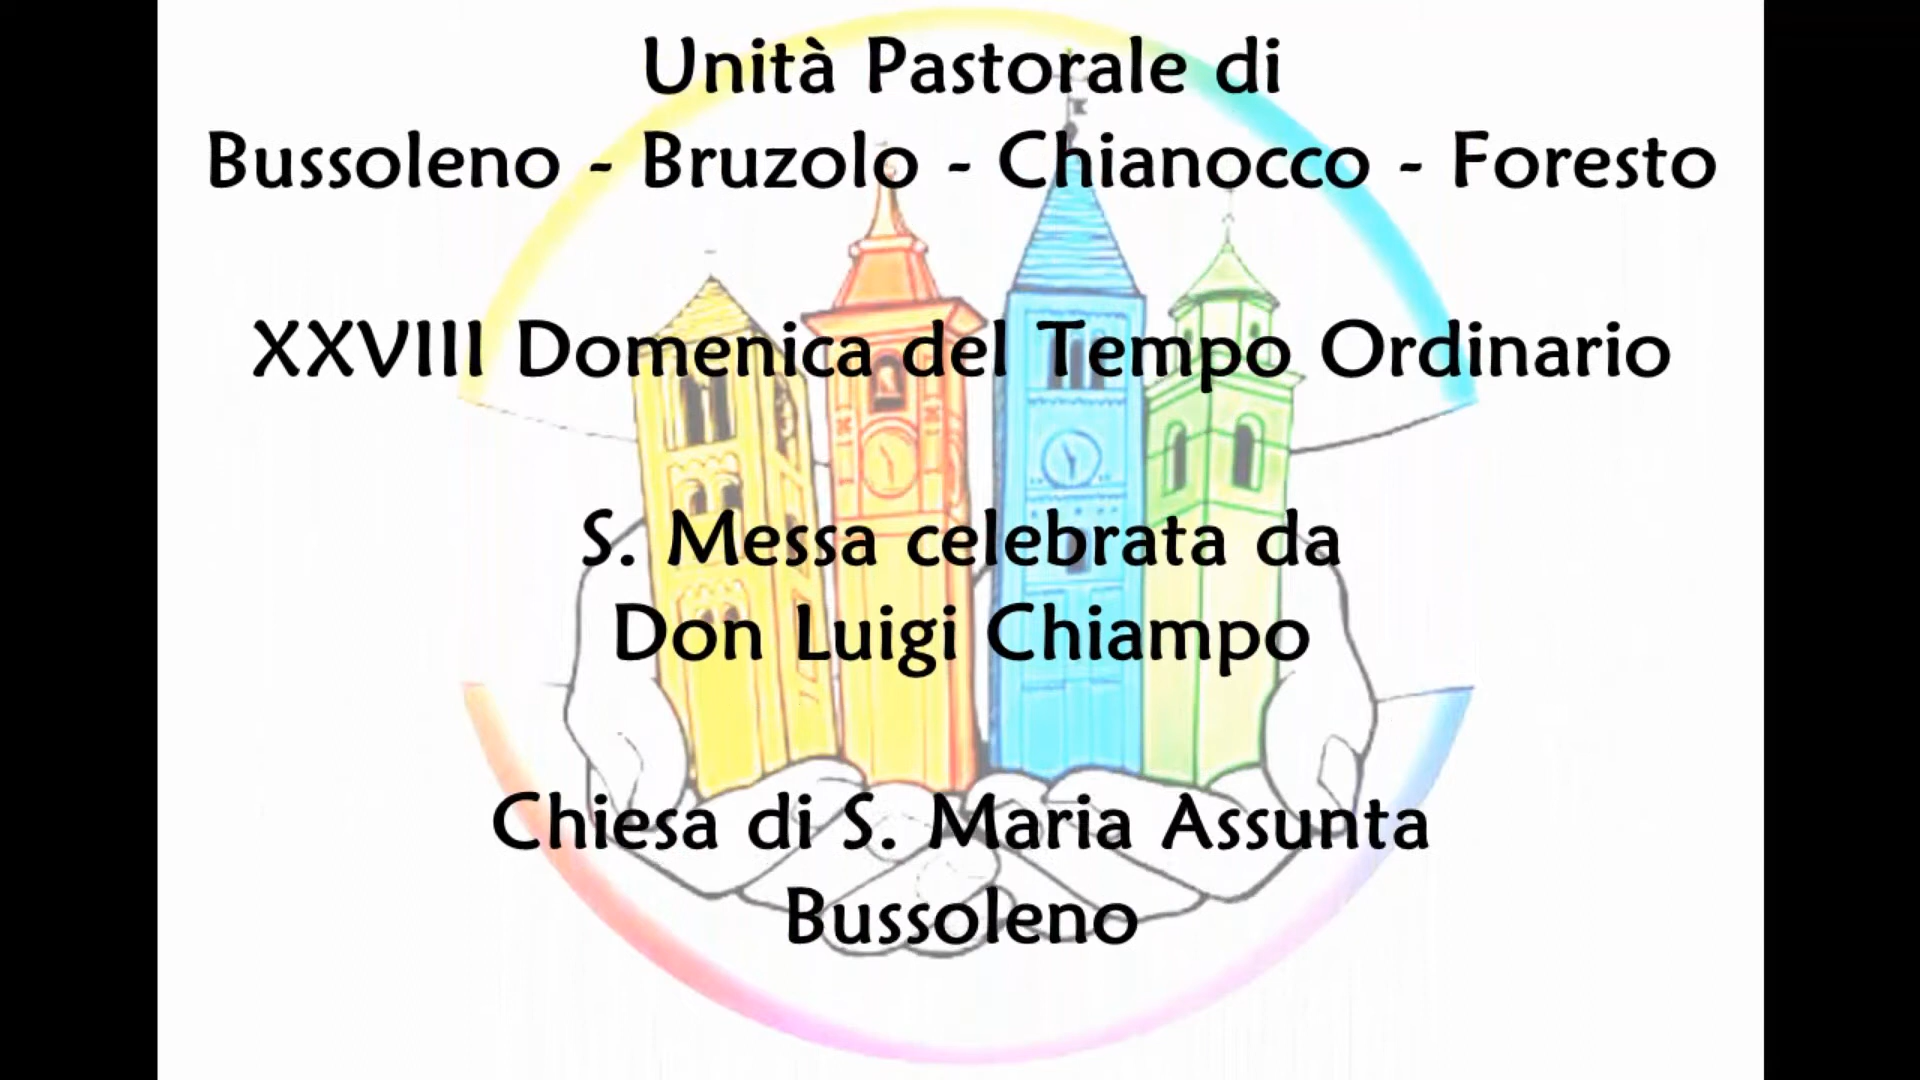 Unità Pastorale di
Bussoleno - Bruzolo - Chianocco - Foresto
XXVIII Domenica del Tempo Ordinario
S. Messa celebrata da
Don Luigi Chiampo
Chiesa di S. Maria Assunta
Bussoleno